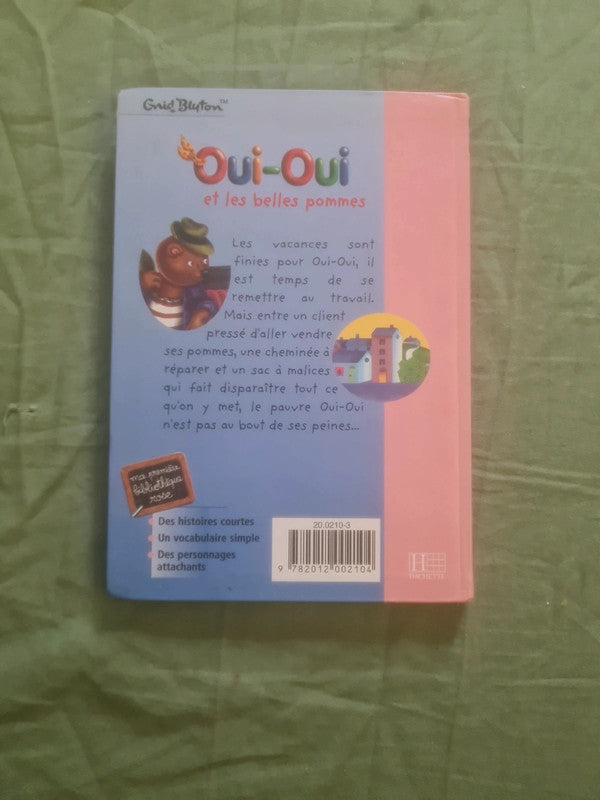 Enid Blyton™
OUI-OUI
et les belles pommes
Les vacances sont
finies pour Oui-Oui, il
est temps de se
remettre au travail.
Mais entre un client
pressé d'aller vendre
ses pommes, une cheminée à
réparer et un sac à malices
qui fait disparaître tout ce
qu'on y met, le pauvre Oui-Oui
n'est pas au bout de ses peines...
ma première
bibliothèque
rose
Des histoires courtes
Un vocabulaire simple
Des personnages
attachants
20.0210-3
9 782012 002104
H
HACHETTE